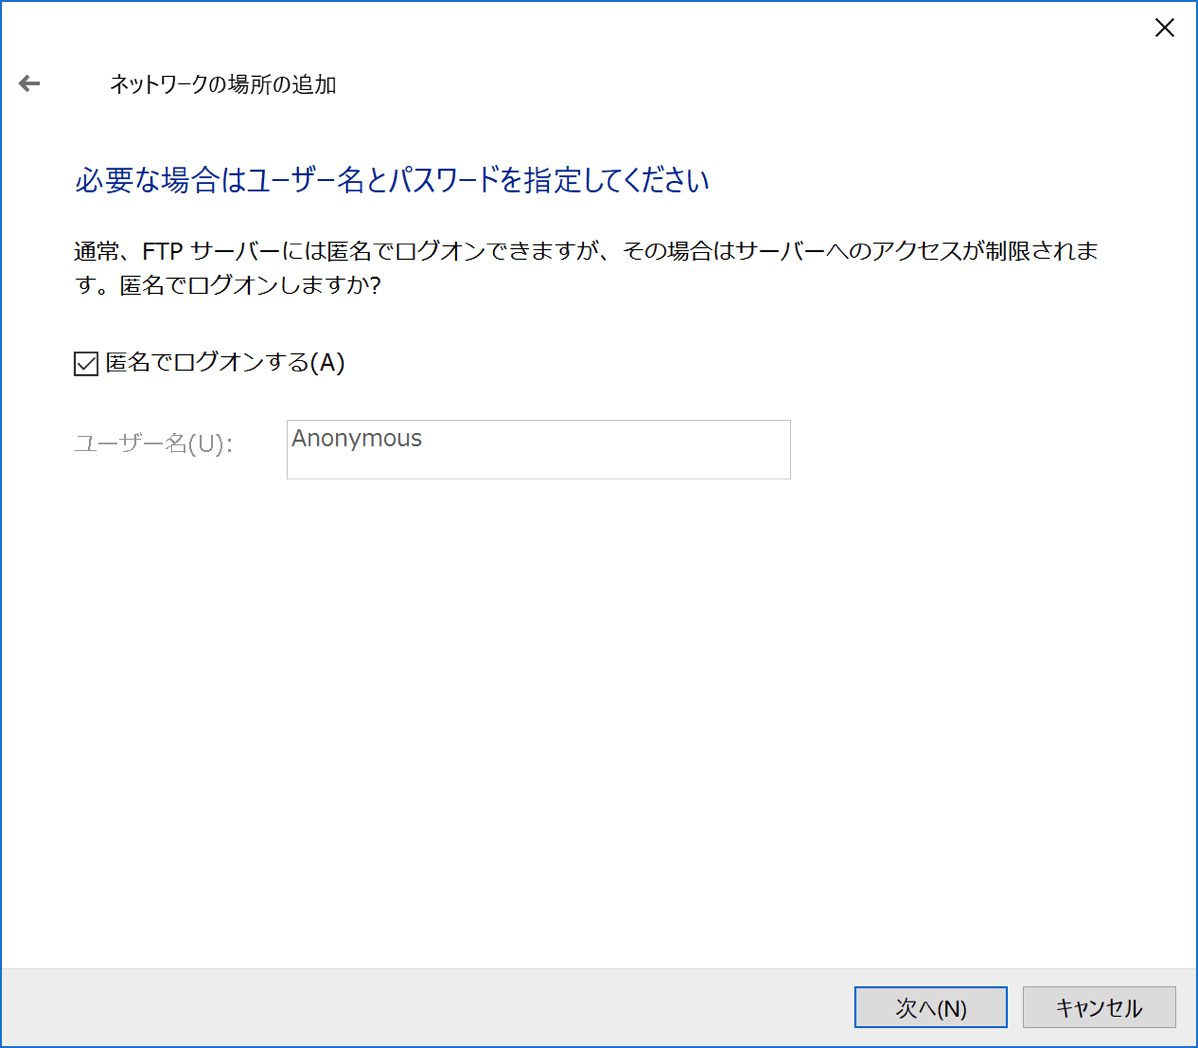 ネットワークの場所の追加
必要な場合はユーザー名とパスワードを指定してください
通常、FTP サーバーには匿名でログオンできますが、その場合はサーバーへのアクセスが制限されま
す。匿名でログオンしますか?
匿名でログオンする(A)
ユーザー名(U):
Anonymous
次へ(N)
キャンセル